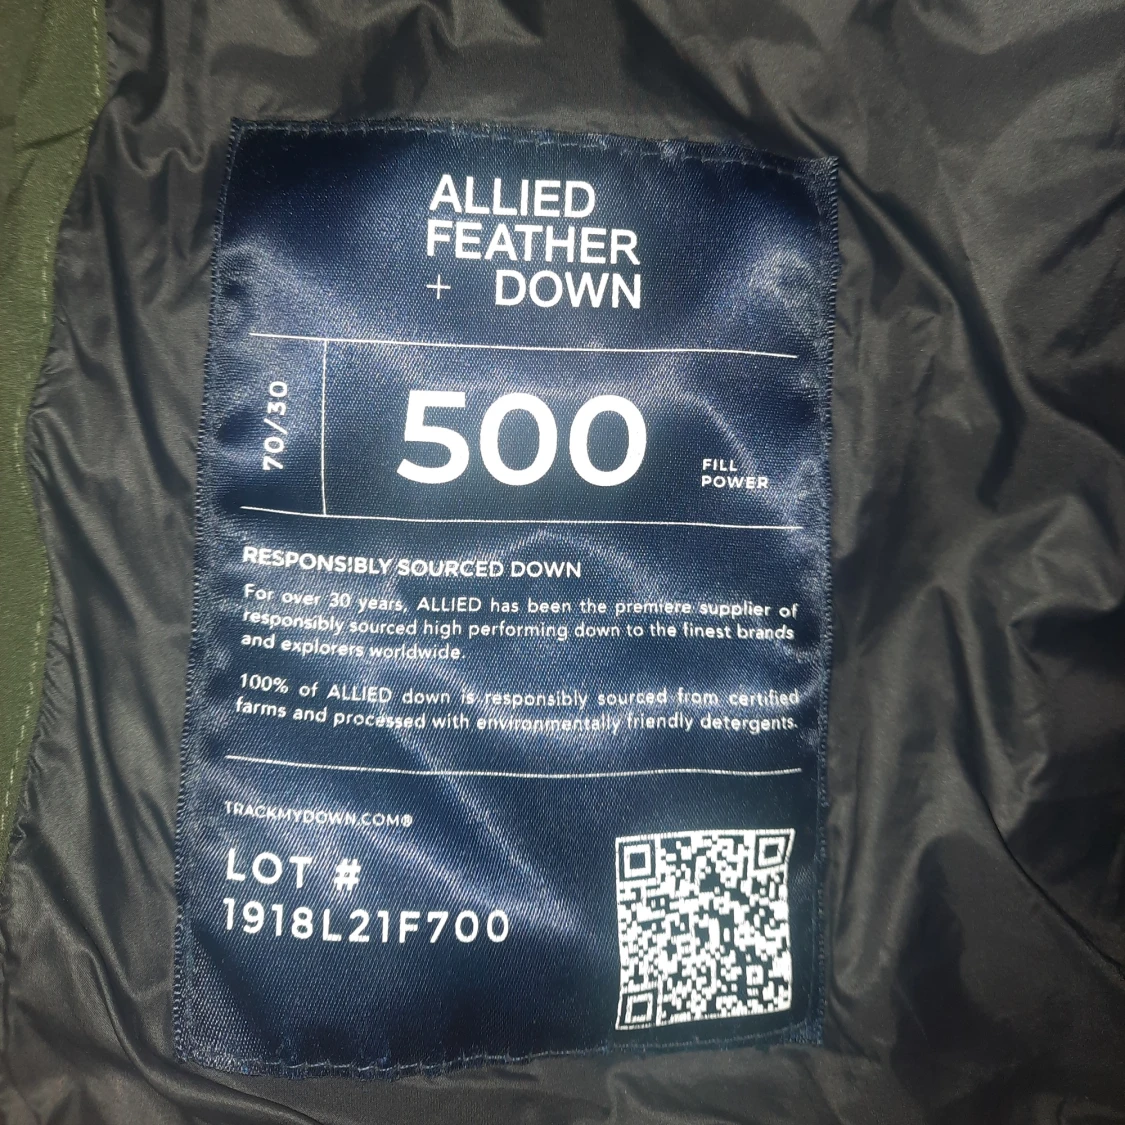 ALLIED
FEATHER
+ DOWN
70/30
500
FILL
POWER
RESPONSIBLY SOURCED DOWN
For over 30 years, ALLIED has been the premiere supplier of
responsibly sourced high performing down to the finest brands
and explorers worldwide.
100% of ALLIED down is responsibly sourced from certified
farms and processed with environmentally friendly detergents.
TRACKMYDOWN.COM®
LOT #
1918L21F700